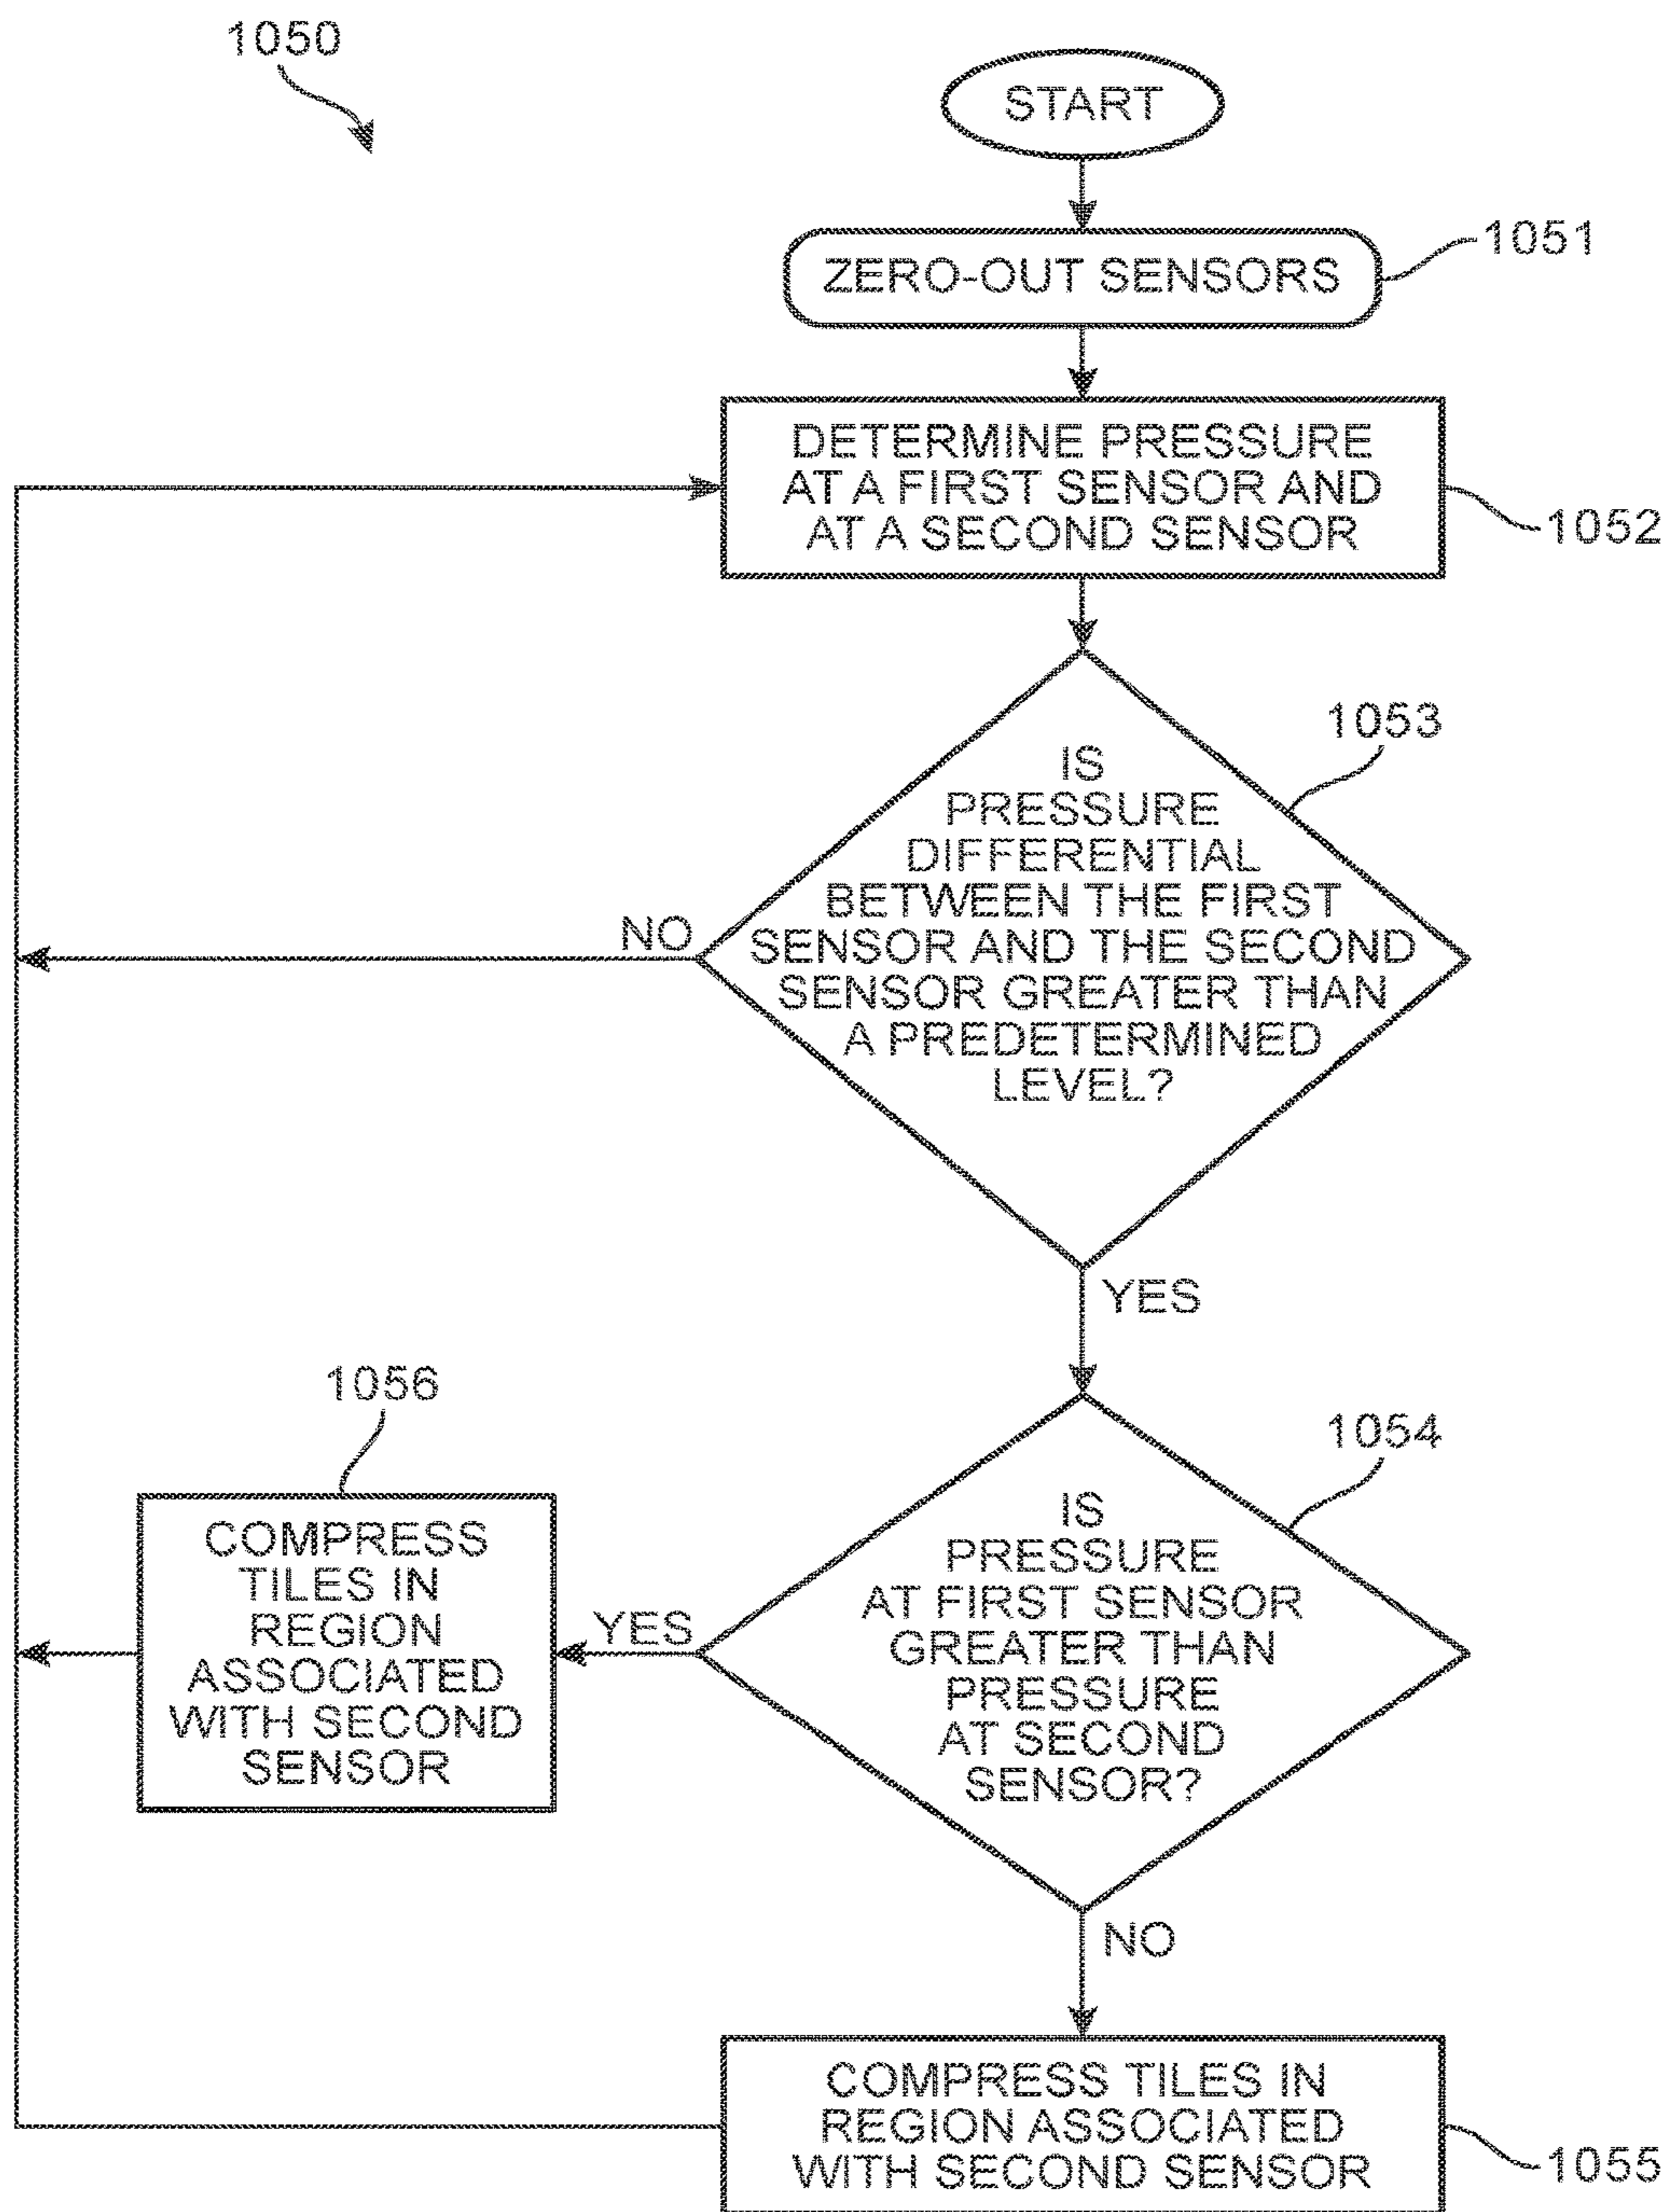 1050
START
ZERO-OUT SENSORS
1051
DETERMINE PRESSURE
AT A FIRST SENSOR AND
AT A SECOND SENSOR
1052
1053
IS
PRESSURE
DIFFERENTIAL
BETWEEN THE FIRST
SENSOR AND THE SECOND
SENSOR GREATER THAN
A PREDETERMINED
LEVEL?
NO
YES
1054
IS
PRESSURE
AT FIRST SENSOR
GREATER THAN
PRESSURE
AT SECOND
SENSOR?
YES
1056
COMPRESS
TILES IN
REGION
ASSOCIATED
WITH SECOND
SENSOR
NO
COMPRESS TILES IN
REGION ASSOCIATED
WITH SECOND SENSOR
1055